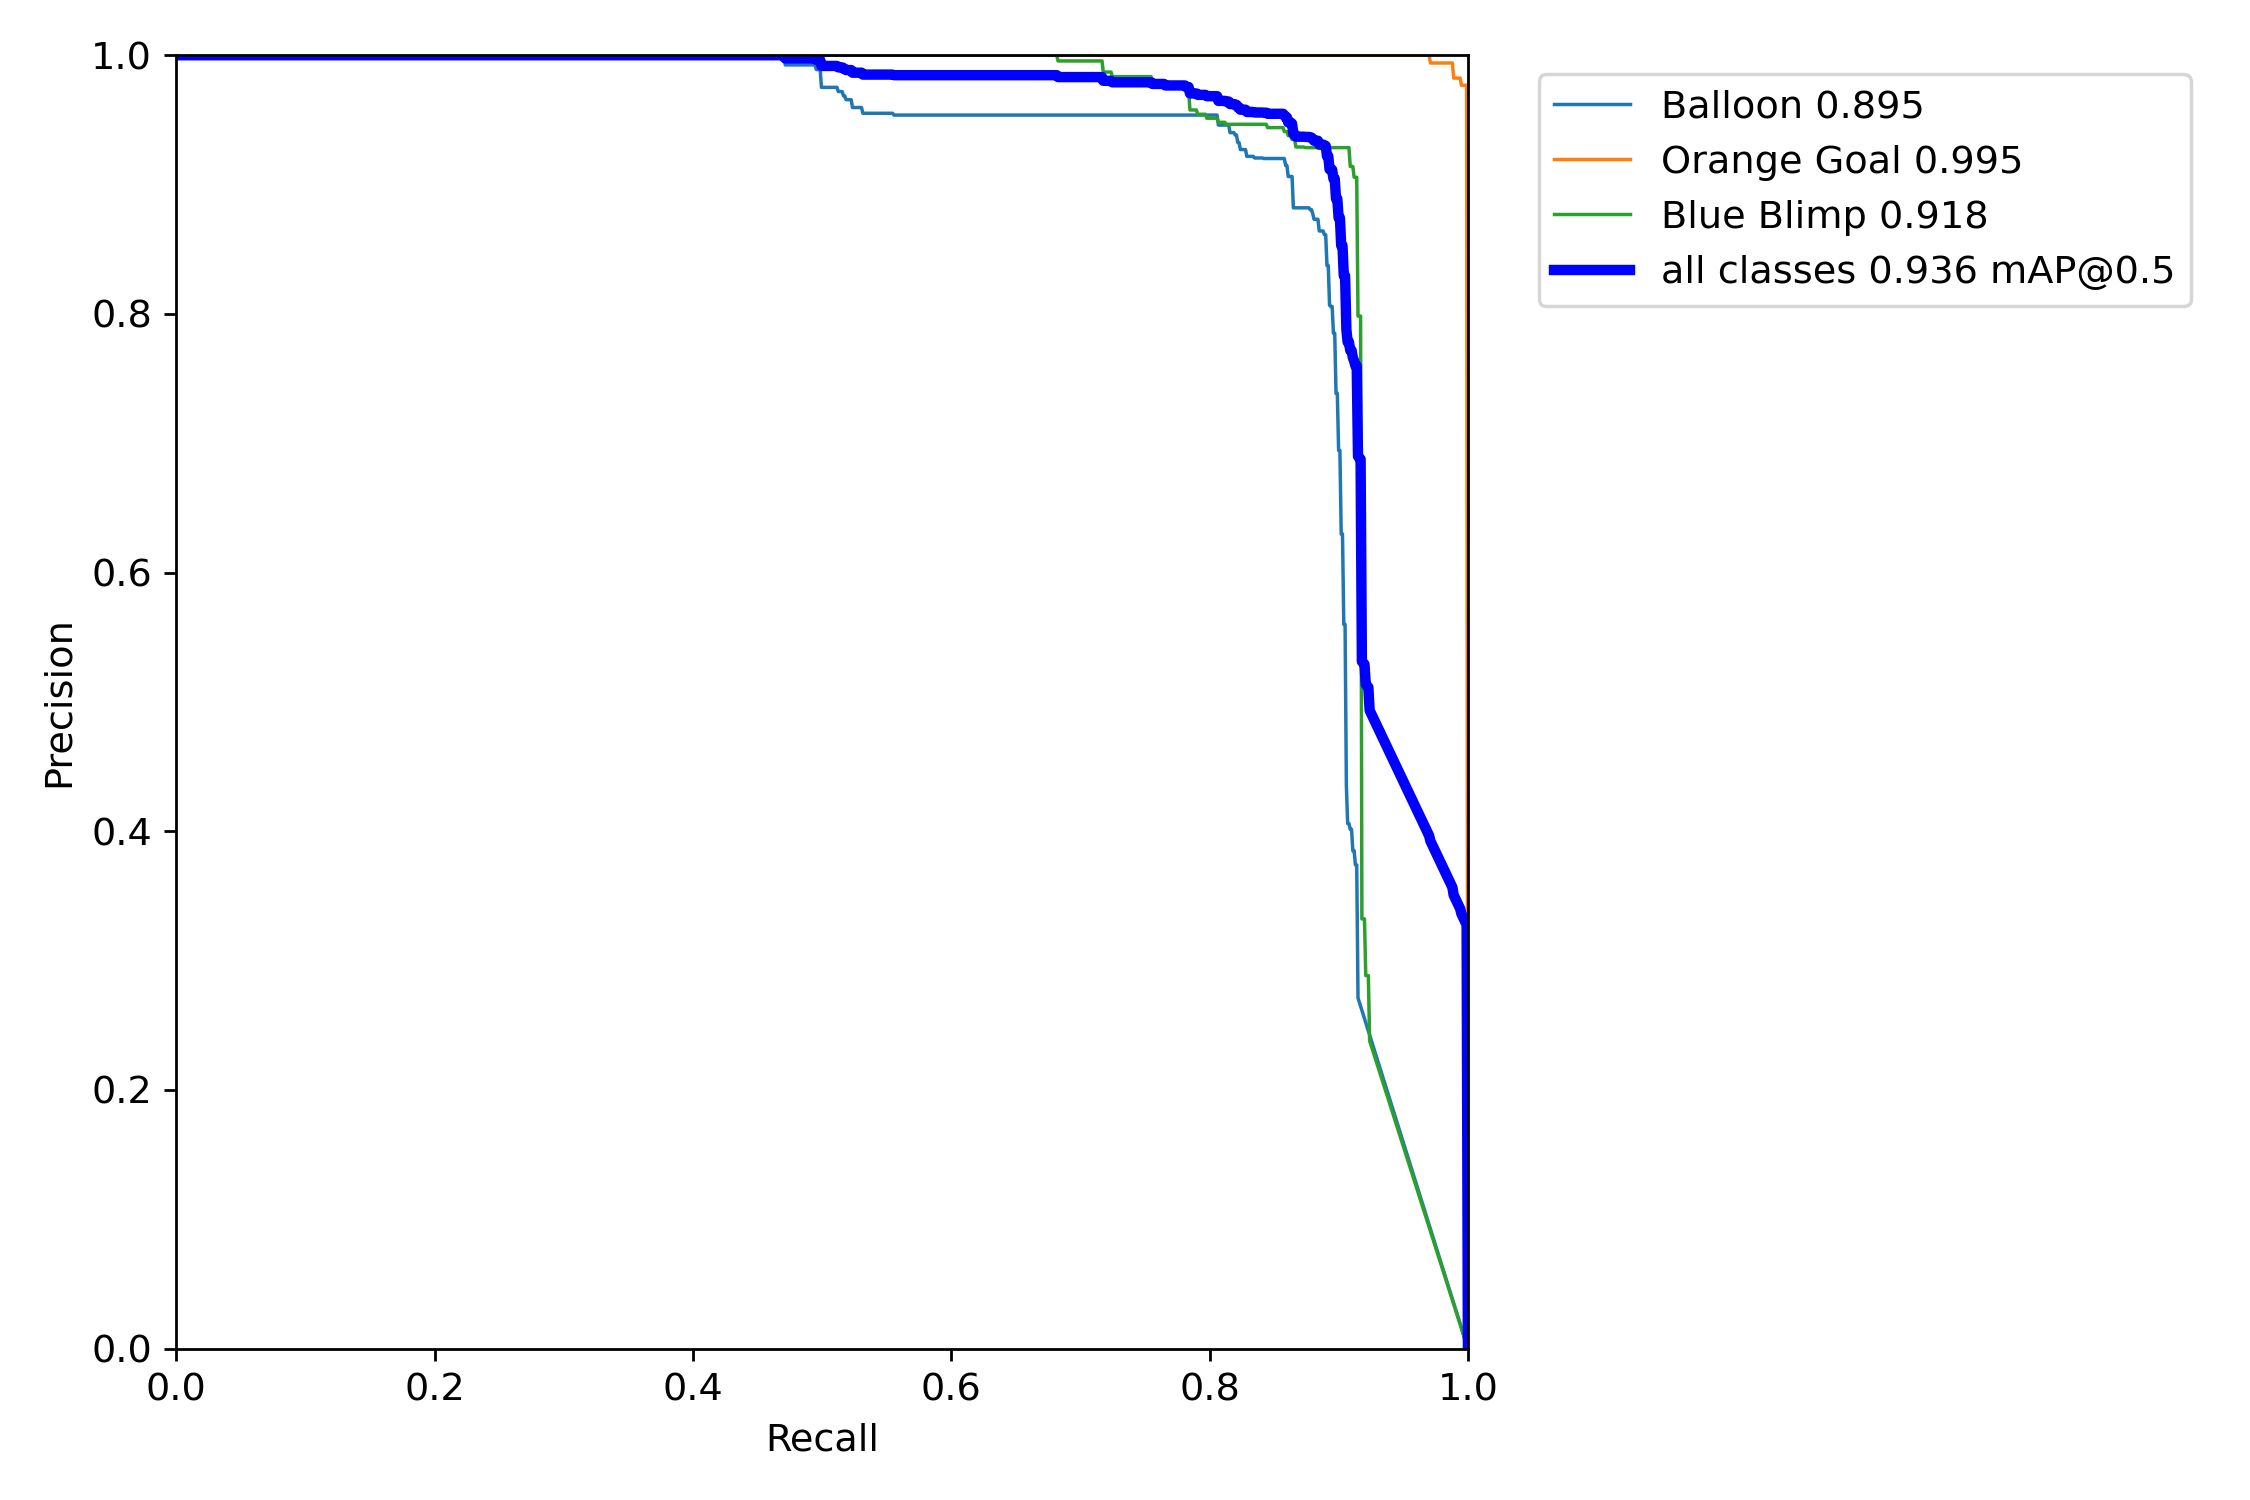 1.0
0.8
0.6
0.4
0.2
0.0
Precision
0.0 0.2 0.4 0.6 0.8 1.0
Recall
Balloon 0.895
Orange Goal 0.995
Blue Blimp 0.918
all classes 0.936 mAP@0.5